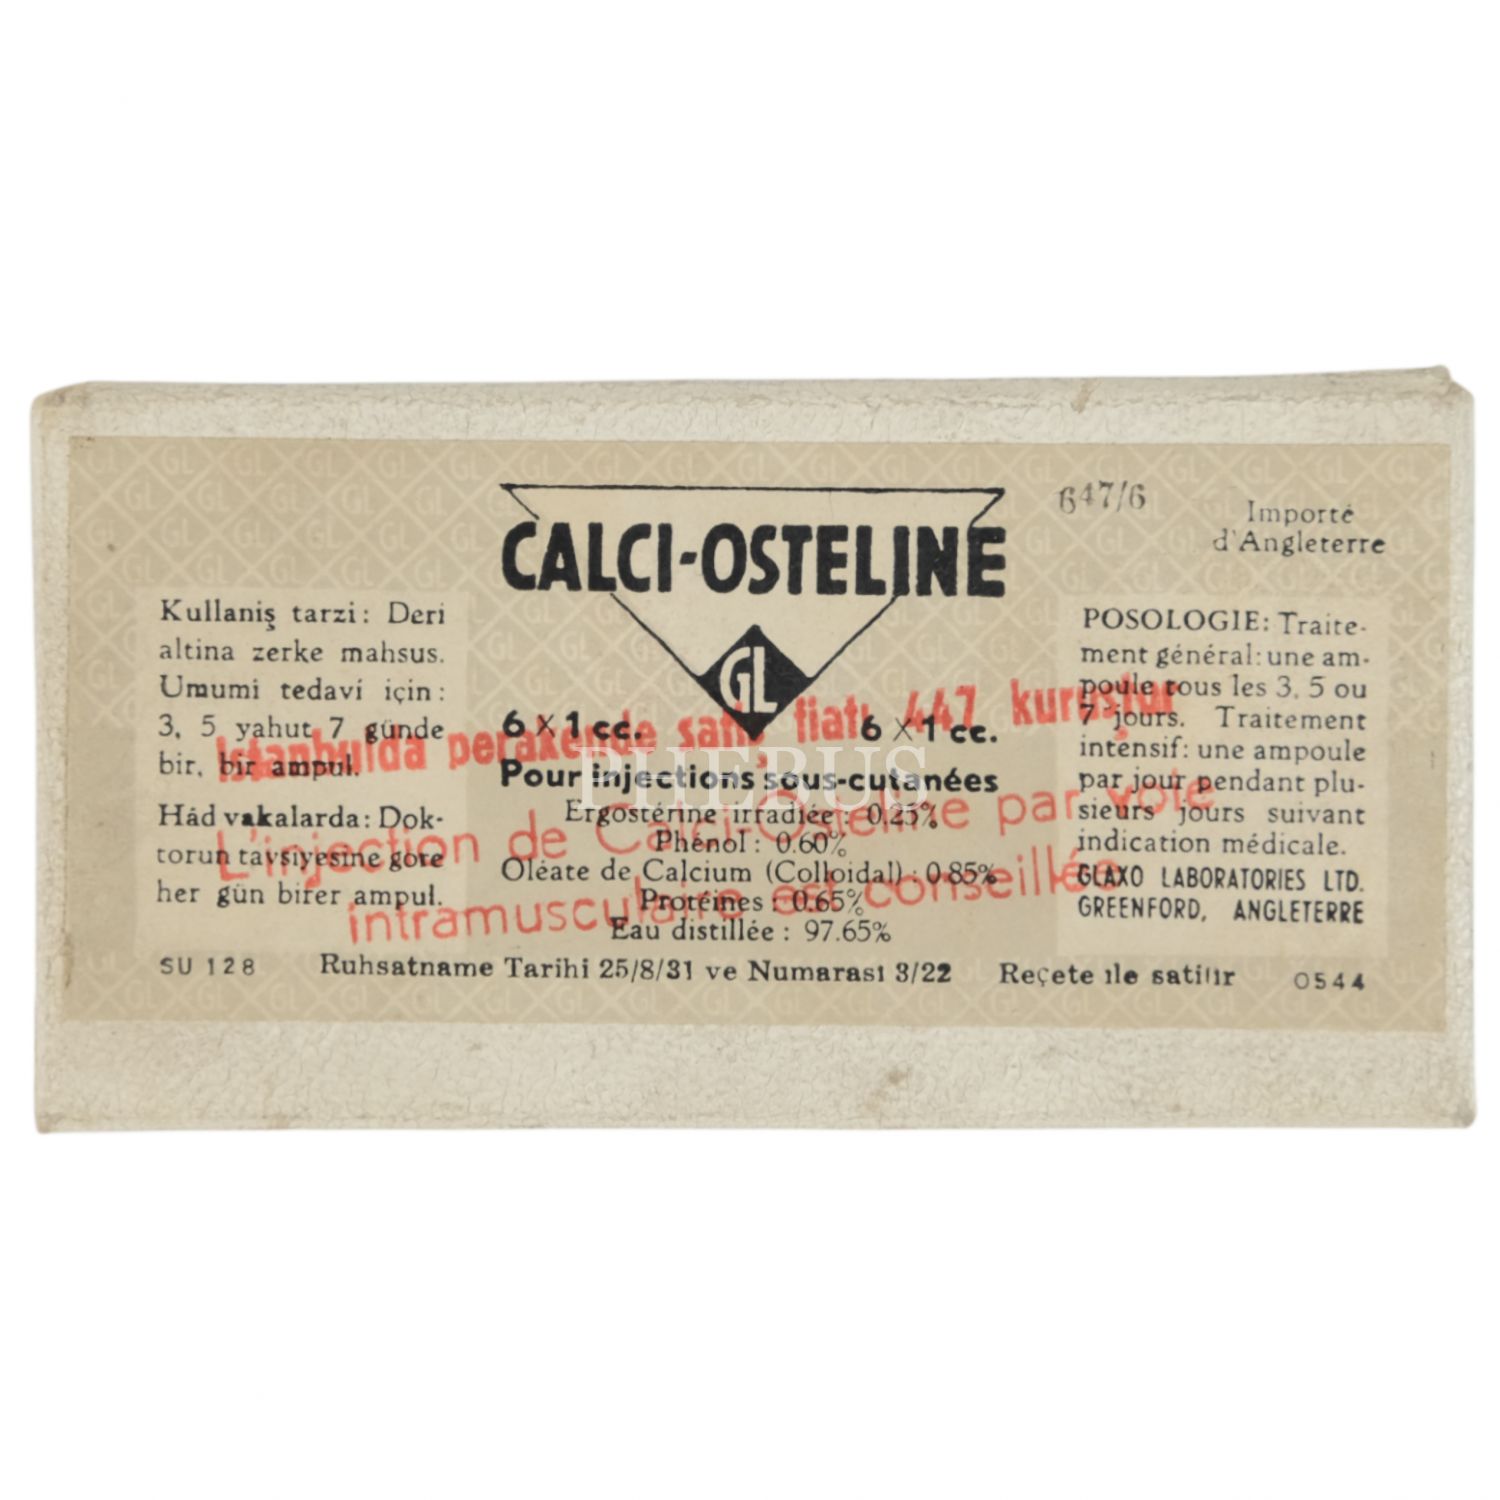 CALCI-OSTELINE
GL
647/6
Importé
d'Angleterre
Kullaniş tarzi: Deri
altina zerke mahsus.
Umumi tedavi için:
3, 5 yahut 7 günde
bir, bir ampul.
Hád vakalarda: Dok-
torun tavsiyesine gore
her gün birer ampul.
6 x 1 cc. 6 x 1 cc.
Pour injections sous-cutanées
Ergostérine irradiée : 0.25%
Phénol : 0.60%
Oléate de Calcium (Colloidal) : 0.85%
Protéines : 0.65%
Eau distillée : 97.65%
POSOLOGIE: Traite-
ment général: une am-
poule tous les 3, 5 ou
7 jours. Traitement
intensif: une ampoule
par jour pendant plu-
sieurs jours suivant
indication médicale.
GLAXO LABORATORIES LTD.
GREENFORD, ANGLETERRE
Istanbulda perakende satış fiatı 447 kuruştur
L'injection de Calci-Osteline par voie
intramusculaire est conseillée
SU 128 Ruhsatname Tarihi 25/8/31 ve Numarası 3/22 Reçete ile satilır 0544
PHEBUS